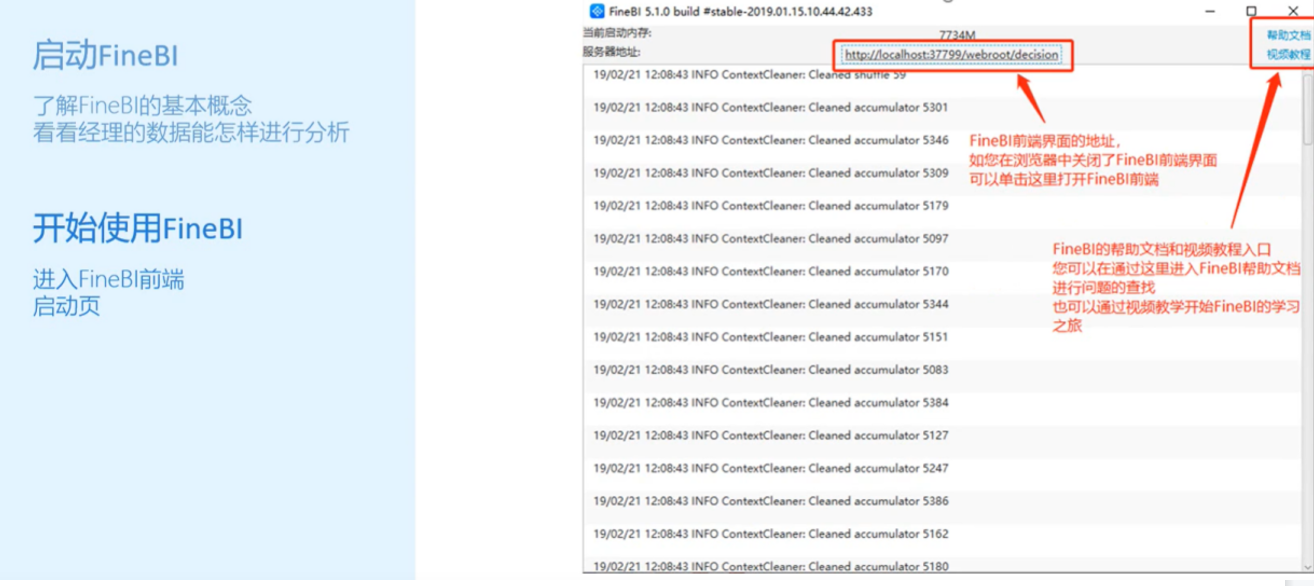 启动FineBI
了解FineBI的基本概念
看看经理的数据能怎样进行分析
开始使用FineBI
进入FineBI前端
启动页
FineBI 5.1.0 build #stable-2019.01.15.10.44.42.433
当前启动内存:
7734M
帮助文档
服务器地址:
http://localhost:37799/webroot/decision
视频教程
19/02/21 12:08:43 INFO ContextCleaner: Cleaned shuffle 59
19/02/21 12:08:43 INFO ContextCleaner: Cleaned accumulator 5301
19/02/21 12:08:43 INFO ContextCleaner: Cleaned accumulator 5346
19/02/21 12:08:43 INFO ContextCleaner: Cleaned accumulator 5309
19/02/21 12:08:43 INFO ContextCleaner: Cleaned accumulator 5179
19/02/21 12:08:43 INFO ContextCleaner: Cleaned accumulator 5097
19/02/21 12:08:43 INFO ContextCleaner: Cleaned accumulator 5170
19/02/21 12:08:43 INFO ContextCleaner: Cleaned accumulator 5344
19/02/21 12:08:43 INFO ContextCleaner: Cleaned accumulator 5151
19/02/21 12:08:43 INFO ContextCleaner: Cleaned accumulator 5083
19/02/21 12:08:43 INFO ContextCleaner: Cleaned accumulator 5384
19/02/21 12:08:43 INFO ContextCleaner: Cleaned accumulator 5127
19/02/21 12:08:43 INFO ContextCleaner: Cleaned accumulator 5247
19/02/21 12:08:43 INFO ContextCleaner: Cleaned accumulator 5386
19/02/21 12:08:43 INFO ContextCleaner: Cleaned accumulator 5162
19/02/21 12:08:43 INFO ContextCleaner: Cleaned accumulator 5180
FineBI前端界面的地址，
如您在浏览器中关闭了FineBI前端界面
可以单击这里打开FineBI前端
FineBI的帮助文档和视频教程入口
您可以在通过这里进入FineBI帮助文档
进行问题的查找
也可以通过视频教学开始FineBI的学习
之旅